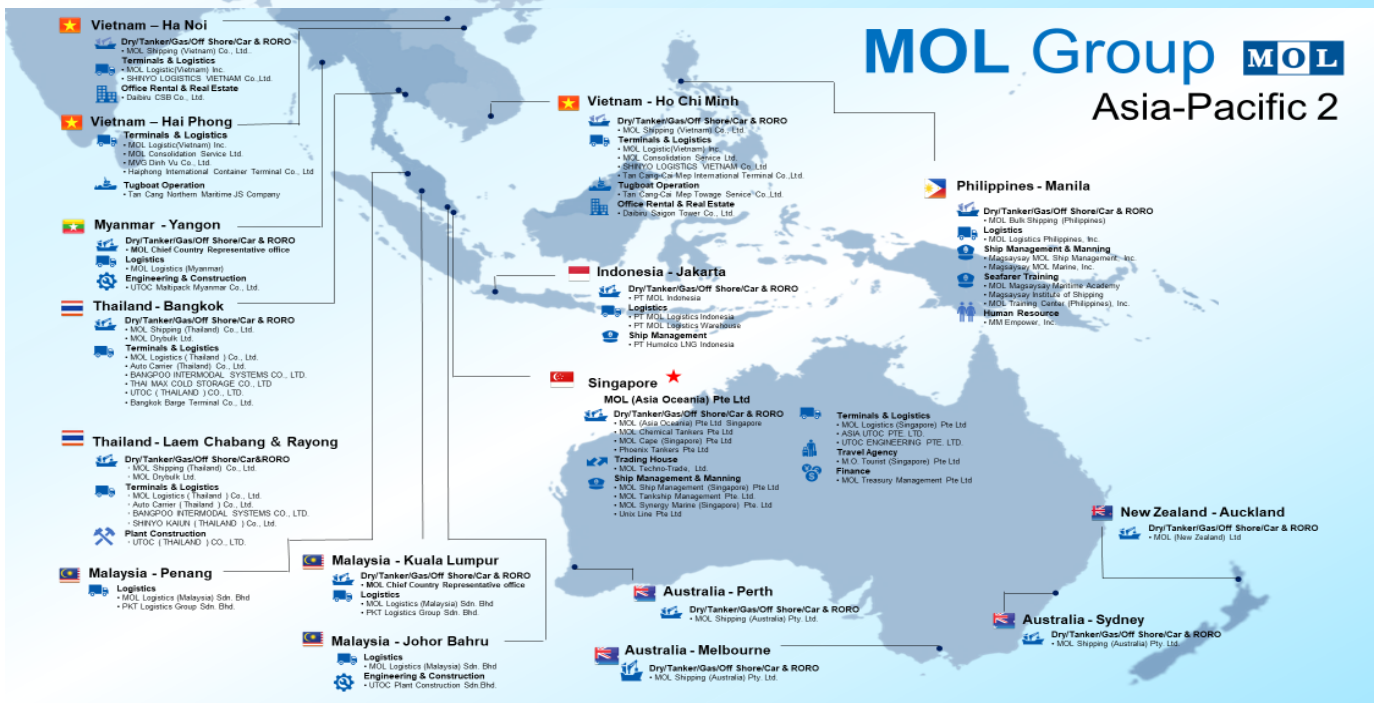 MOL Group MOL
Asia-Pacific 2
Vietnam – Ha Noi
Dry/Tanker/Gas/Off Shore/Car & RORO
• MOL Shipping (Vietnam) Co., Ltd.
Terminals & Logistics
• MOL Logistic(Vietnam) Inc.
• SHINYO LOGISTICS VIETNAM Co.,Ltd.
Office Rental & Real Estate
• Daibiru CSB Co., Ltd.
Vietnam – Hai Phong
Terminals & Logistics
• MOL Logistic(Vietnam) Inc.
• MOL Consolidation Service Ltd.
• MVG Dinh Vu Co., Ltd.
• Haiphong International Container Terminal Co., Ltd
Tugboat Operation
• Tan Cang Northern Maritime JS Company
Myanmar - Yangon
Dry/Tanker/Gas/Off Shore/Car & RORO
• MOL Chief Country Representative office
Logistics
• MOL Logistics (Myanmar)
Engineering & Construction
• UTOC Maltipack Myanmar Co., Ltd.
Thailand - Bangkok
Dry/Tanker/Gas/Off Shore/Car & RORO
• MOL Shipping (Thailand) Co., Ltd.
• MOL Drybulk Ltd.
Terminals & Logistics
• MOL Logistics ( Thailand ) Co., Ltd.
• Auto Carrier (Thailand) Co., Ltd.
• BANGPOO INTERMODAL SYSTEMS CO., LTD.
• THAI MAX COLD STORAGE CO., LTD
• UTOC ( THAILAND ) CO., LTD.
• Bangkok Barge Terminal Co., Ltd.
Thailand - Laem Chabang & Rayong
Dry/Tanker/Gas/Off Shore/Car&RORO
· MOL Shipping (Thailand) Co., Ltd.
· MOL Drybulk Ltd.
Terminals & Logistics
· MOL Logistics ( Thailand ) Co., Ltd.
· Auto Carrier ( Thailand ) Co., Ltd.
· BANGPOO INTERMODAL SYSTEMS CO., LTD.
· SHINYO KAIUN ( THAILAND ) Co., Ltd.
Plant Construction
· UTOC ( THAILAND ) CO., LTD.
Malaysia - Penang
Logistics
• MOL Logistics (Malaysia) Sdn. Bhd
• PKT Logistics Group Sdn. Bhd.
Malaysia - Kuala Lumpur
Dry/Tanker/Gas/Off Shore/Car & RORO
• MOL Chief Country Representative office
Logistics
• MOL Logistics (Malaysia) Sdn. Bhd
• PKT Logistics Group Sdn. Bhd.
Malaysia - Johor Bahru
Logistics
• MOL Logistics (Malaysia) Sdn. Bhd
Engineering & Construction
• UTOC Plant Construction Sdn.Bhd.
Vietnam - Ho Chi Minh
Dry/Tanker/Gas/Off Shore/Car & RORO
• MOL Shipping (Vietnam) Co., Ltd.
Terminals & Logistics
• MOL Logistic(Vietnam) Inc.
• MOL Consolidation Service Ltd.
• SHINYO LOGISTICS VIETNAM Co.,Ltd
• Tan Cang-Cai Mep International Terminal Co.,Ltd.
Tugboat Operation
• Tan Cang-Cai Mep Towage Service Co.,Ltd.
Office Rental & Real Estate
• Daibiru Saigon Tower Co., Ltd.
Indonesia - Jakarta
Dry/Tanker/Gas/Off Shore/Car & RORO
• PT MOL Indonesia
Logistics
• PT MOL Logistics Indonesia
• PT MOL Logistics Warehouse
Ship Management
• PT Humolco LNG Indonesia
Singapore
MOL (Asia Oceania) Pte Ltd
Dry/Tanker/Gas/Off Shore/Car & RORO
• MOL (Asia Oceania) Pte Ltd Singapore
• MOL Chemical Tankers Pte Ltd
• MOL Cape (Singapore) Pte Ltd
• Phoenix Tankers Pte Ltd
Trading House
• MOL Techno-Trade, Ltd.
Ship Management & Manning
• MOL Ship Management (Singapore) Pte Ltd
• MOL Tankship Management Pte. Ltd.
• MOL Synergy Marine (Singapore) Pte. Ltd
• Unix Line Pte Ltd
Terminals & Logistics
• MOL Logistics (Singapore) Pte Ltd
• ASIA UTOC PTE. LTD.
• UTOC ENGINEERING PTE. LTD.
Travel Agency
• M.O. Tourist (Singapore) Pte Ltd
Finance
• MOL Treasury Management Pte Ltd
Philippines - Manila
Dry/Tanker/Gas/Off Shore/Car & RORO
• MOL Bulk Shipping (Philippines)
Logistics
• MOL Logistics Philippines, Inc.
Ship Management & Manning
• Magsaysay MOL Ship Management, Inc.
• Magsaysay MOL Marine, Inc.
Seafarer Training
• MOL Magsaysay Maritime Academy
• Magsaysay Institute of Shipping
• MOL Training Center (Philippines), Inc.
Human Resource
• MM Empower, Inc.
New Zealand - Auckland
Dry/Tanker/Gas/Off Shore/Car & RORO
• MOL (New Zealand) Ltd
Australia - Perth
Dry/Tanker/Gas/Off Shore/Car & RORO
• MOL Shipping (Australia) Pty. Ltd.
Australia - Sydney
Dry/Tanker/Gas/Off Shore/Car & RORO
• MOL Shipping (Australia) Pty. Ltd.
Australia - Melbourne
Dry/Tanker/Gas/Off Shore/Car & RORO
• MOL Shipping (Australia) Pty. Ltd.